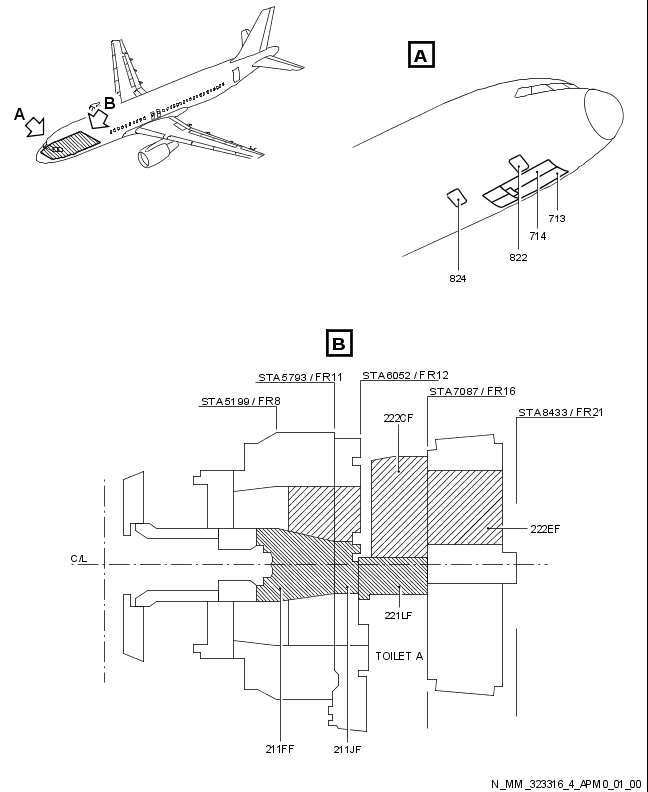 A
B
A
713
714
822
824
B
STA5793 / FR11
STA6052 / FR12
STA7087 / FR16
STA5199 / FR8
STA8433 / FR21
222CF
222EF
C/L
221LF
TOILET A
211FF
211JF
N_MM_323316_4_APM0_01_00